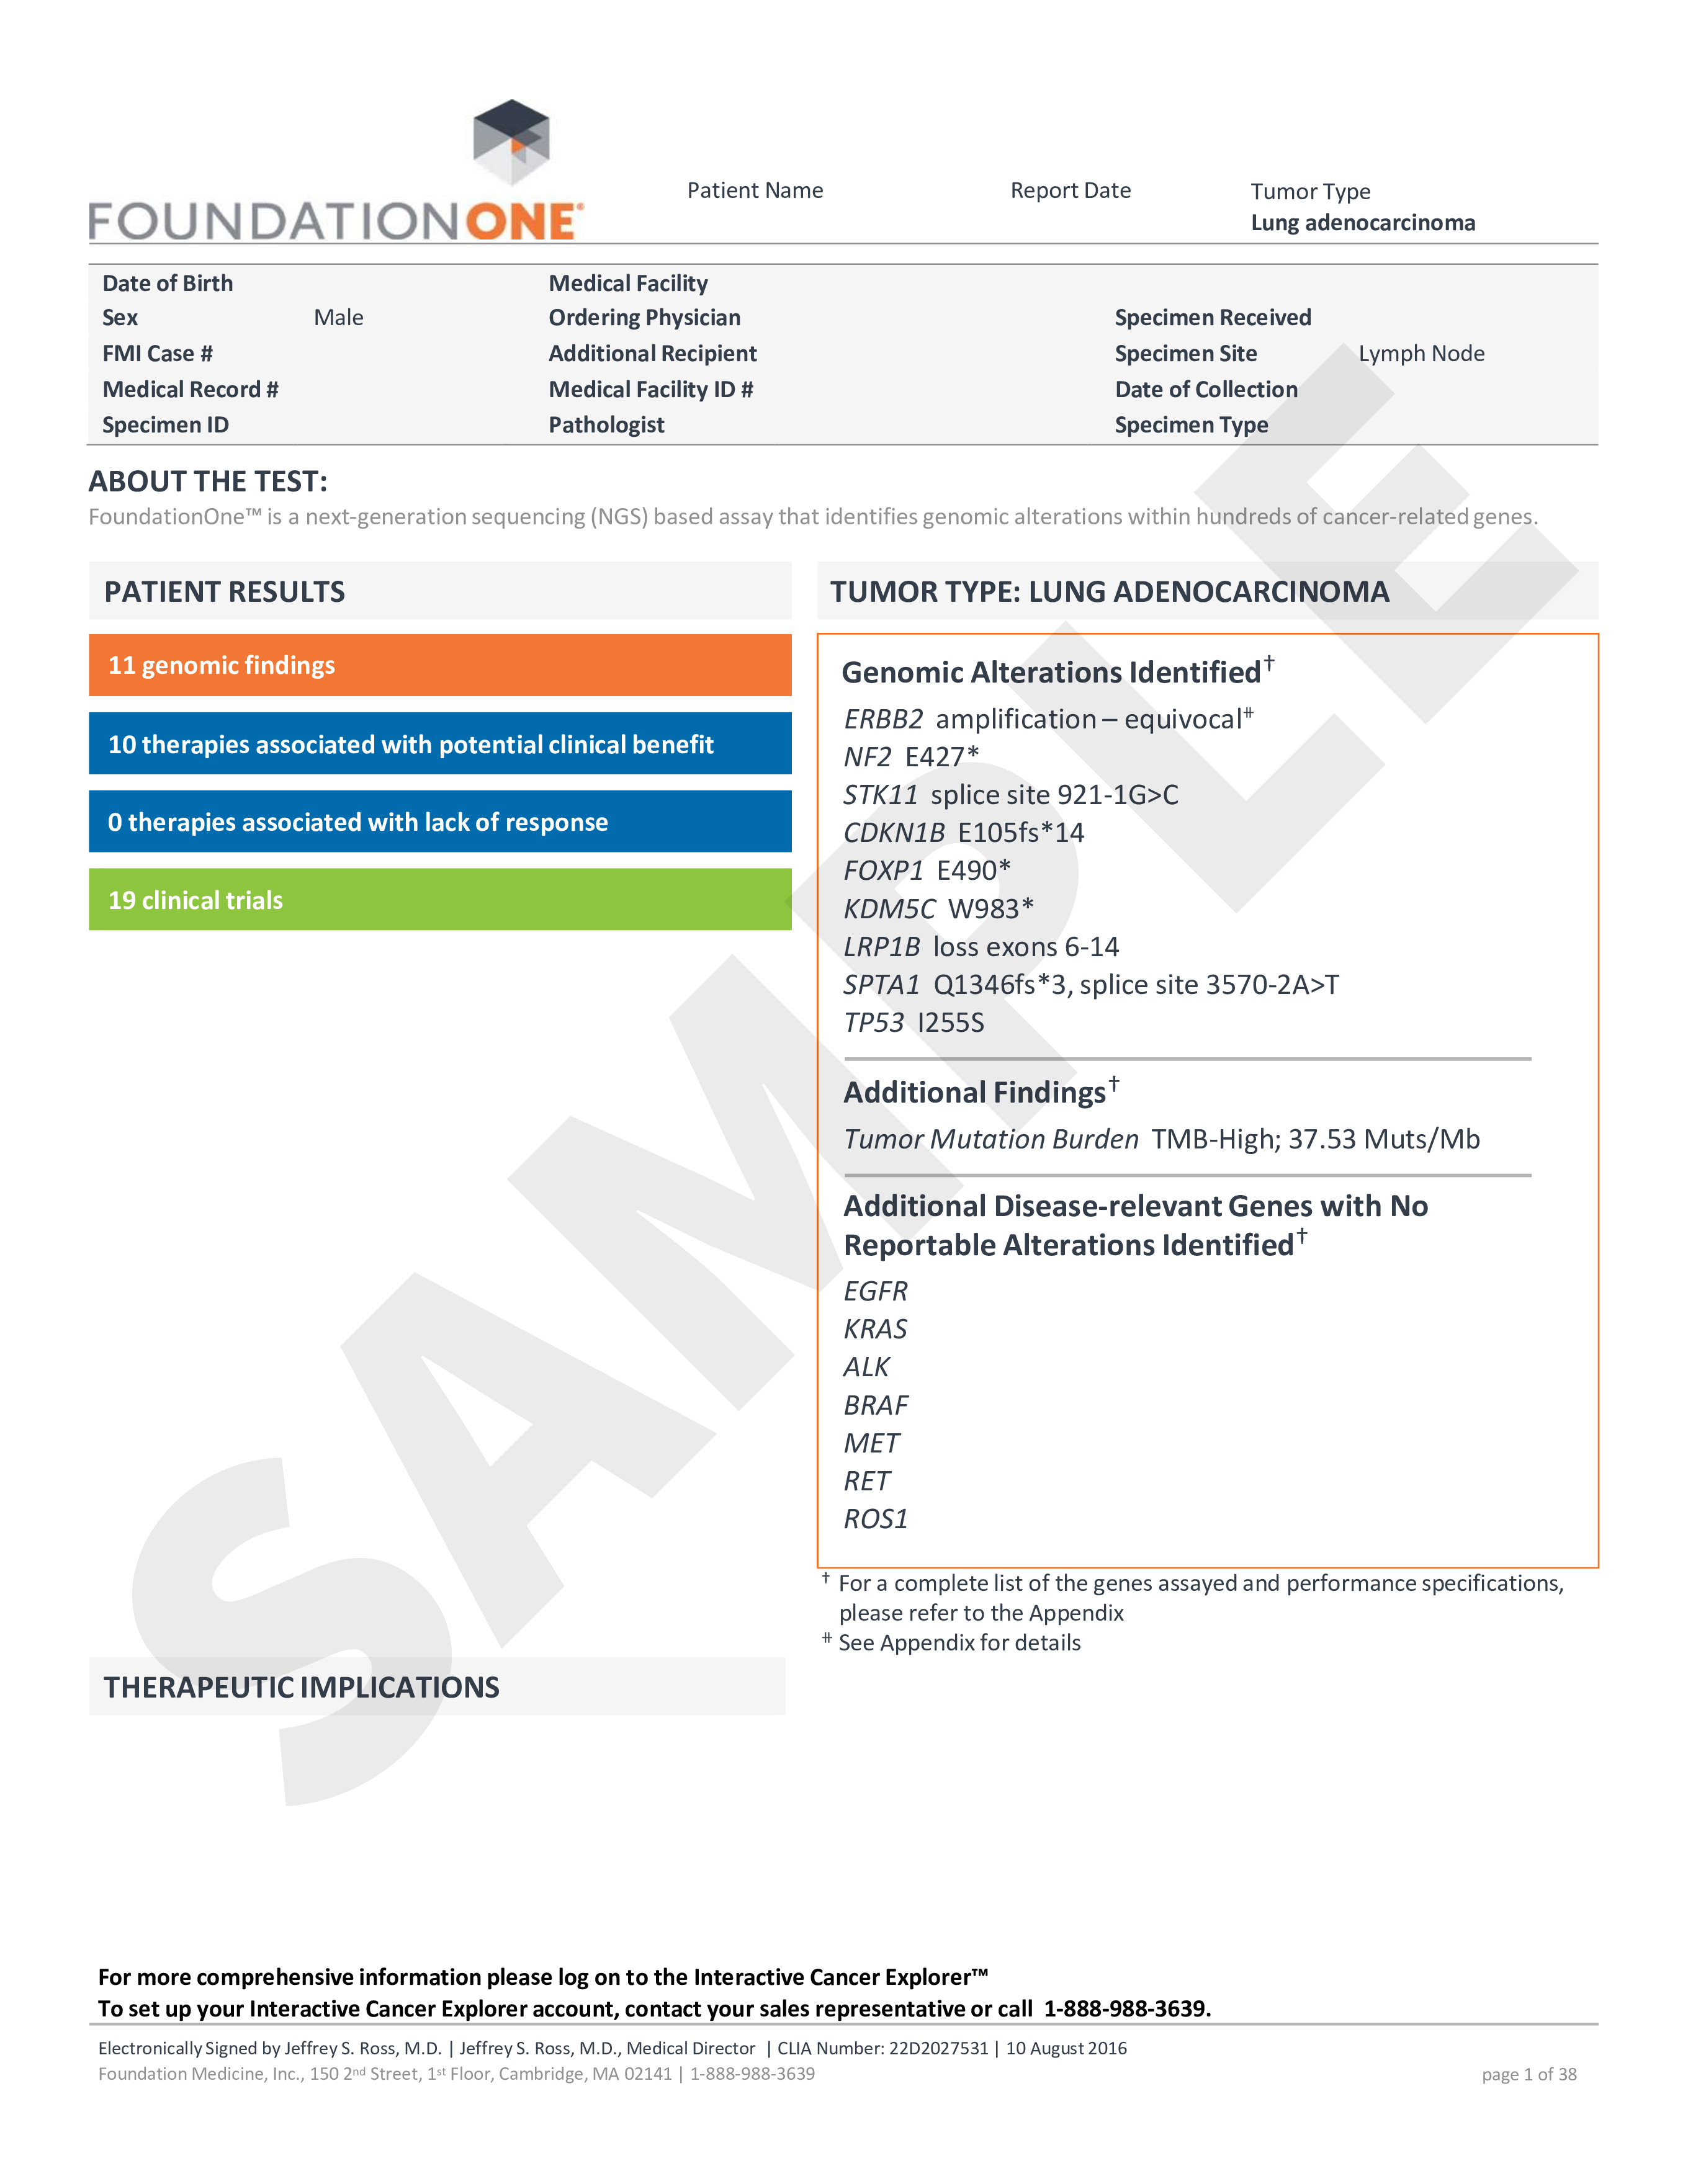 FOUNDATIONONE®
Patient Name
Report Date
Tumor Type
Lung adenocarcinoma
Date of Birth
Medical Facility
Sex Male
Ordering Physician
Specimen Received
FMI Case #
Additional Recipient
Specimen Site Lymph Node
Medical Record #
Medical Facility ID #
Date of Collection
Specimen ID
Pathologist
Specimen Type
ABOUT THE TEST:
FoundationOne™ is a next-generation sequencing (NGS) based assay that identifies genomic alterations within hundreds of cancer-related genes.
PATIENT RESULTS
11 genomic findings
10 therapies associated with potential clinical benefit
0 therapies associated with lack of response
19 clinical trials
TUMOR TYPE: LUNG ADENOCARCINOMA
Genomic Alterations Identified†
ERBB2 amplification – equivocal⧺
NF2 E427*
STK11 splice site 921-1G>C
CDKN1B E105fs*14
FOXP1 E490*
KDM5C W983*
LRP1B loss exons 6-14
SPTA1 Q1346fs*3, splice site 3570-2A>T
TP53 I255S
Additional Findings†
Tumor Mutation Burden TMB-High; 37.53 Muts/Mb
Additional Disease-relevant Genes with No
Reportable Alterations Identified†
EGFR
KRAS
ALK
BRAF
MET
RET
ROS1
† For a complete list of the genes assayed and performance specifications,
please refer to the Appendix
⧺ See Appendix for details
THERAPEUTIC IMPLICATIONS
SAMPLE
For more comprehensive information please log on to the Interactive Cancer Explorer™
To set up your Interactive Cancer Explorer account, contact your sales representative or call 1-888-988-3639.
Electronically Signed by Jeffrey S. Ross, M.D. | Jeffrey S. Ross, M.D., Medical Director | CLIA Number: 22D2027531 | 10 August 2016
Foundation Medicine, Inc., 150 2nd Street, 1st Floor, Cambridge, MA 02141 | 1-888-988-3639
page 1 of 38